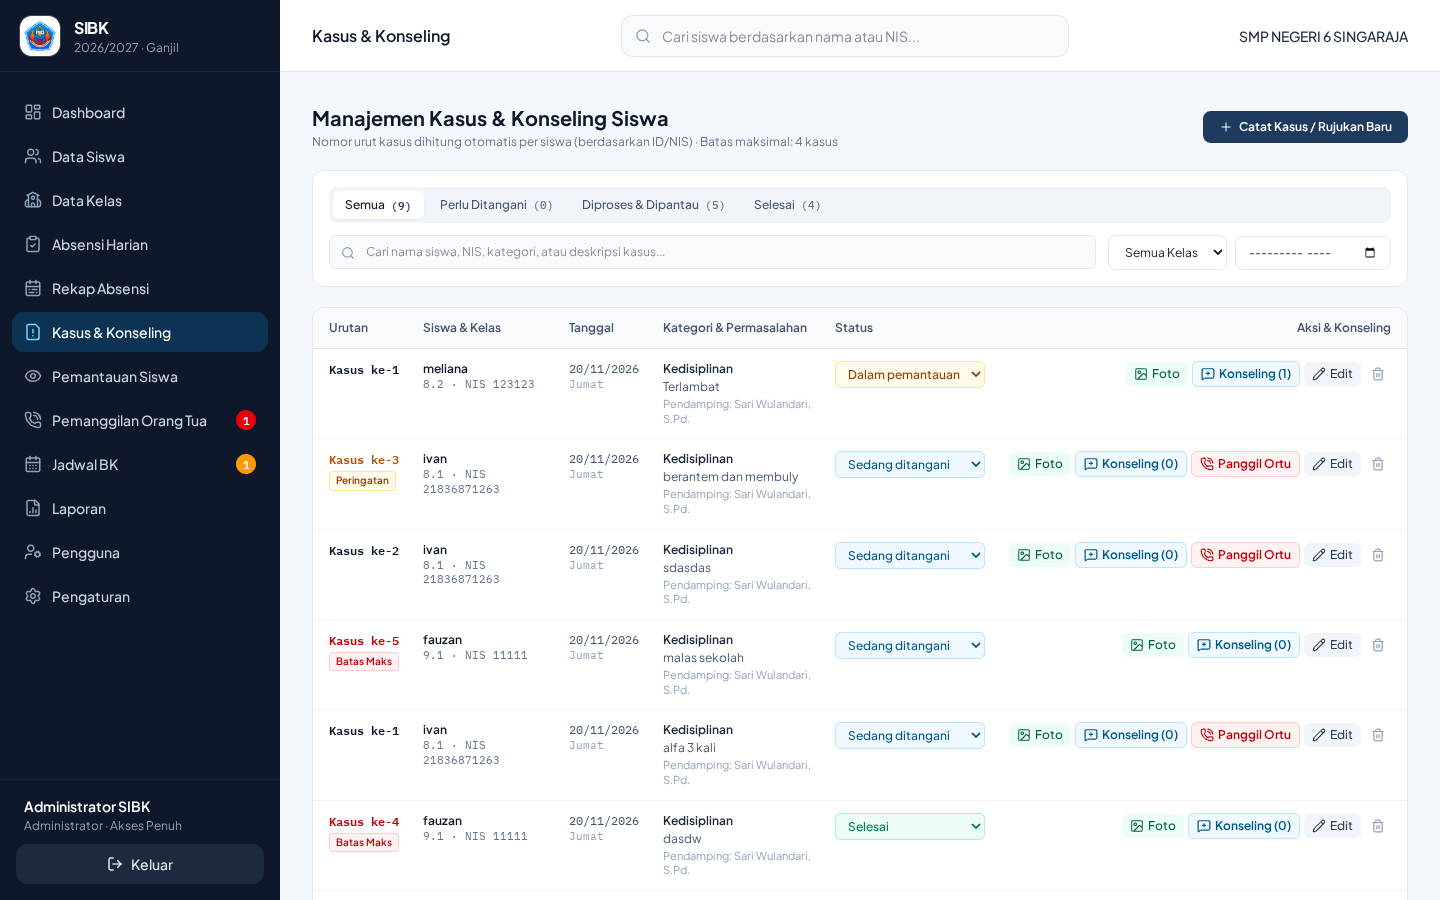 SIBK
2026/2027 · Ganjil
Dashboard
Data Siswa
Data Kelas
Absensi Harian
Rekap Absensi
Kasus & Konseling
Pemantauan Siswa
Pemanggilan Orang Tua 1
Jadwal BK 1
Laporan
Pengguna
Pengaturan
Administrator SIBK
Administrator · Akses Penuh
Keluar
Kasus & Konseling
Cari siswa berdasarkan nama atau NIS...
SMP NEGERI 6 SINGARAJA
Manajemen Kasus & Konseling Siswa
Nomor urut kasus dihitung otomatis per siswa (berdasarkan ID/NIS) · Batas maksimal: 4 kasus
Catat Kasus / Rujukan Baru
Semua (9) Perlu Ditangani (0) Diproses & Dipantau (5) Selesai (4)
Cari nama siswa, NIS, kategori, atau deskripsi kasus...
Semua Kelas
--------- ----
Urutan Siswa & Kelas Tanggal Kategori & Permasalahan Status Aksi & Konseling
Kasus ke-1 meliana 20/11/2026 Kedisiplinan Dalam pemantauan Foto Konseling (1) Edit
8.2 · NIS 123123 Jumat Terlambat
Pendamping: Sari Wulandari,
S.Pd.
Kasus ke-3 ivan 20/11/2026 Kedisiplinan Sedang ditangani Foto Konseling (0) Panggil Ortu Edit
Peringatan 8.1 · NIS Jumat berantem dan membuly
21836871263 Pendamping: Sari Wulandari,
S.Pd.
Kasus ke-2 ivan 20/11/2026 Kedisiplinan Sedang ditangani Foto Konseling (0) Panggil Ortu Edit
8.1 · NIS Jumat sdasdas
21836871263 Pendamping: Sari Wulandari,
S.Pd.
Kasus ke-5 fauzan 20/11/2026 Kedisiplinan Sedang ditangani Foto Konseling (0) Edit
Batas Maks 9.1 · NIS 11111 Jumat malas sekolah
Pendamping: Sari Wulandari,
S.Pd.
Kasus ke-1 ivan 20/11/2026 Kedisiplinan Sedang ditangani Foto Konseling (0) Panggil Ortu Edit
8.1 · NIS Jumat alfa 3 kali
21836871263 Pendamping: Sari Wulandari,
S.Pd.
Kasus ke-4 fauzan 20/11/2026 Kedisiplinan Selesai Foto Konseling (0) Edit
Batas Maks 9.1 · NIS 11111 Jumat dasdw
Pendamping: Sari Wulandari,
S.Pd.